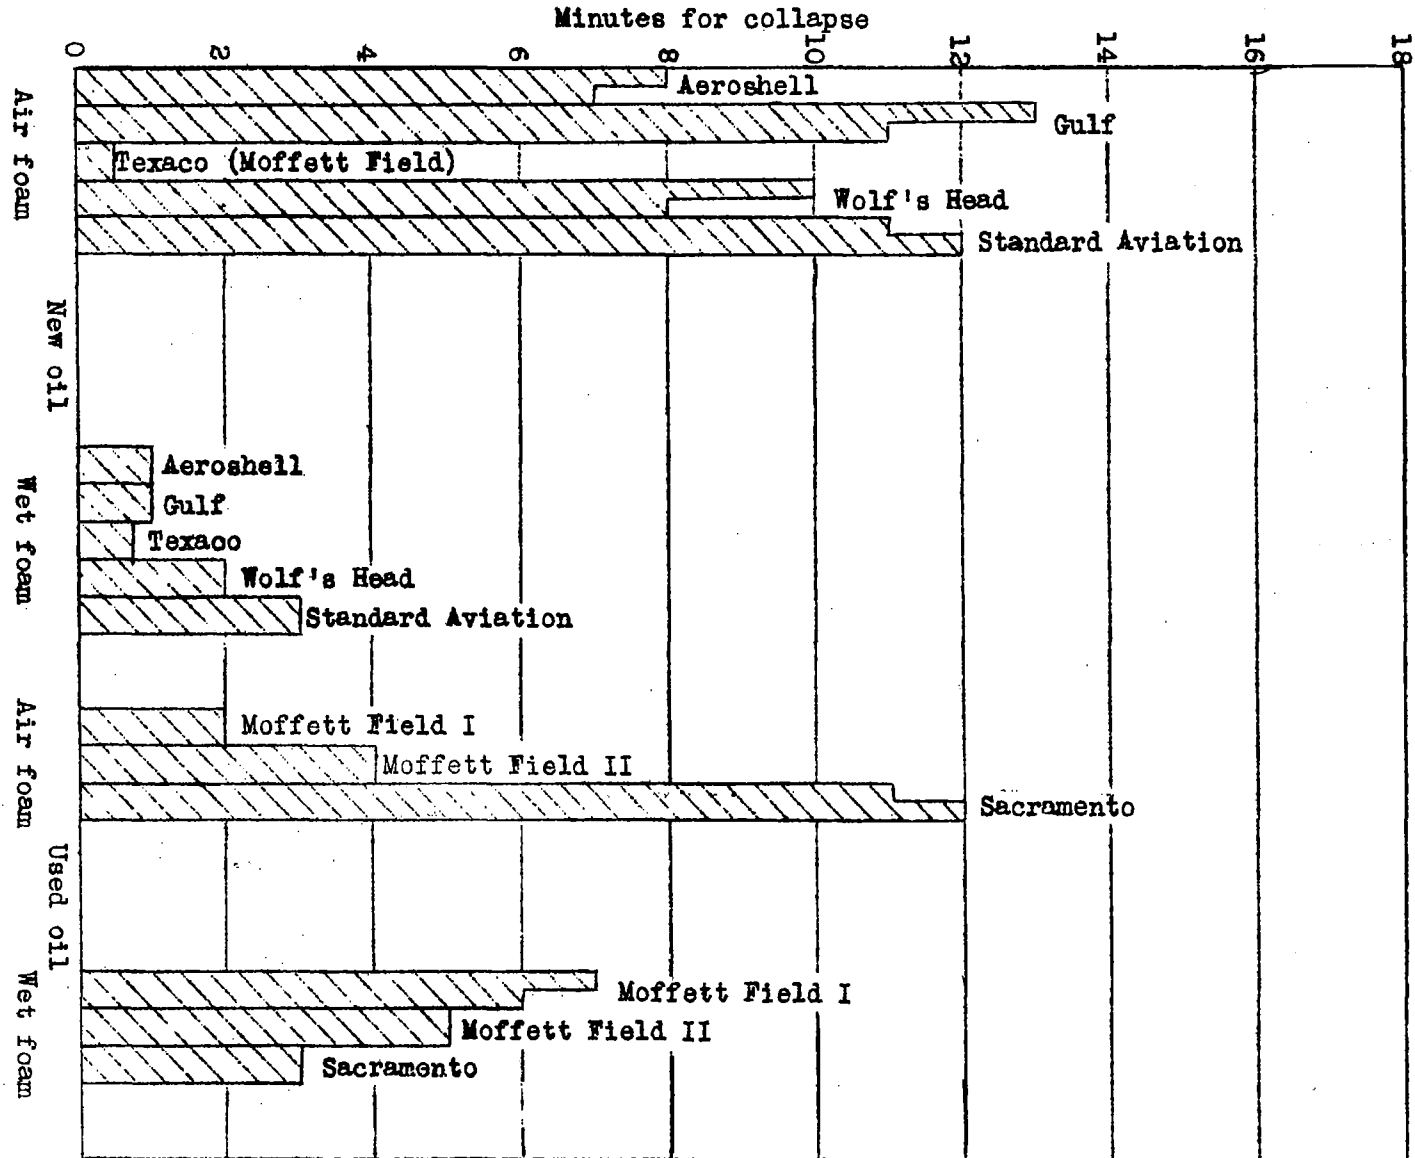 Minutes for collapse
0 2 4 6 8 10 12 14 16 18
Air foam
Aeroshell
Gulf
Texaco (Moffett Field)
Wolf's Head
Standard Aviation
New oil
Wet foam
Aeroshell
Gulf
Texaco
Wolf's Head
Standard Aviation
Air foam
Moffett Field I
Moffett Field II
Sacramento
Used oil
Wet foam
Moffett Field I
Moffett Field II
Sacramento